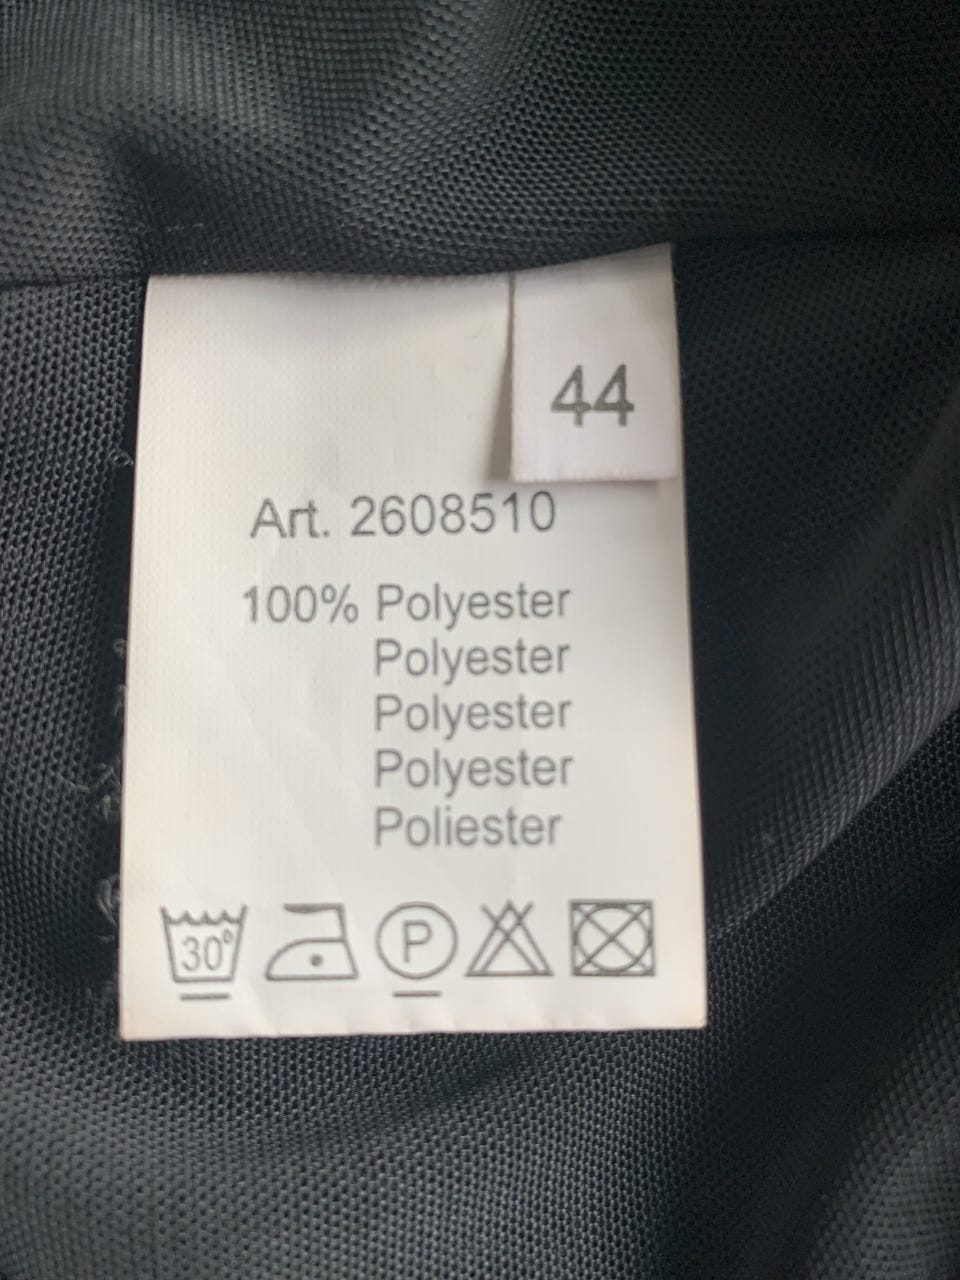 44
Art. 2608510
100% Polyester
Polyester
Polyester
Polyester
Poliester
30° P